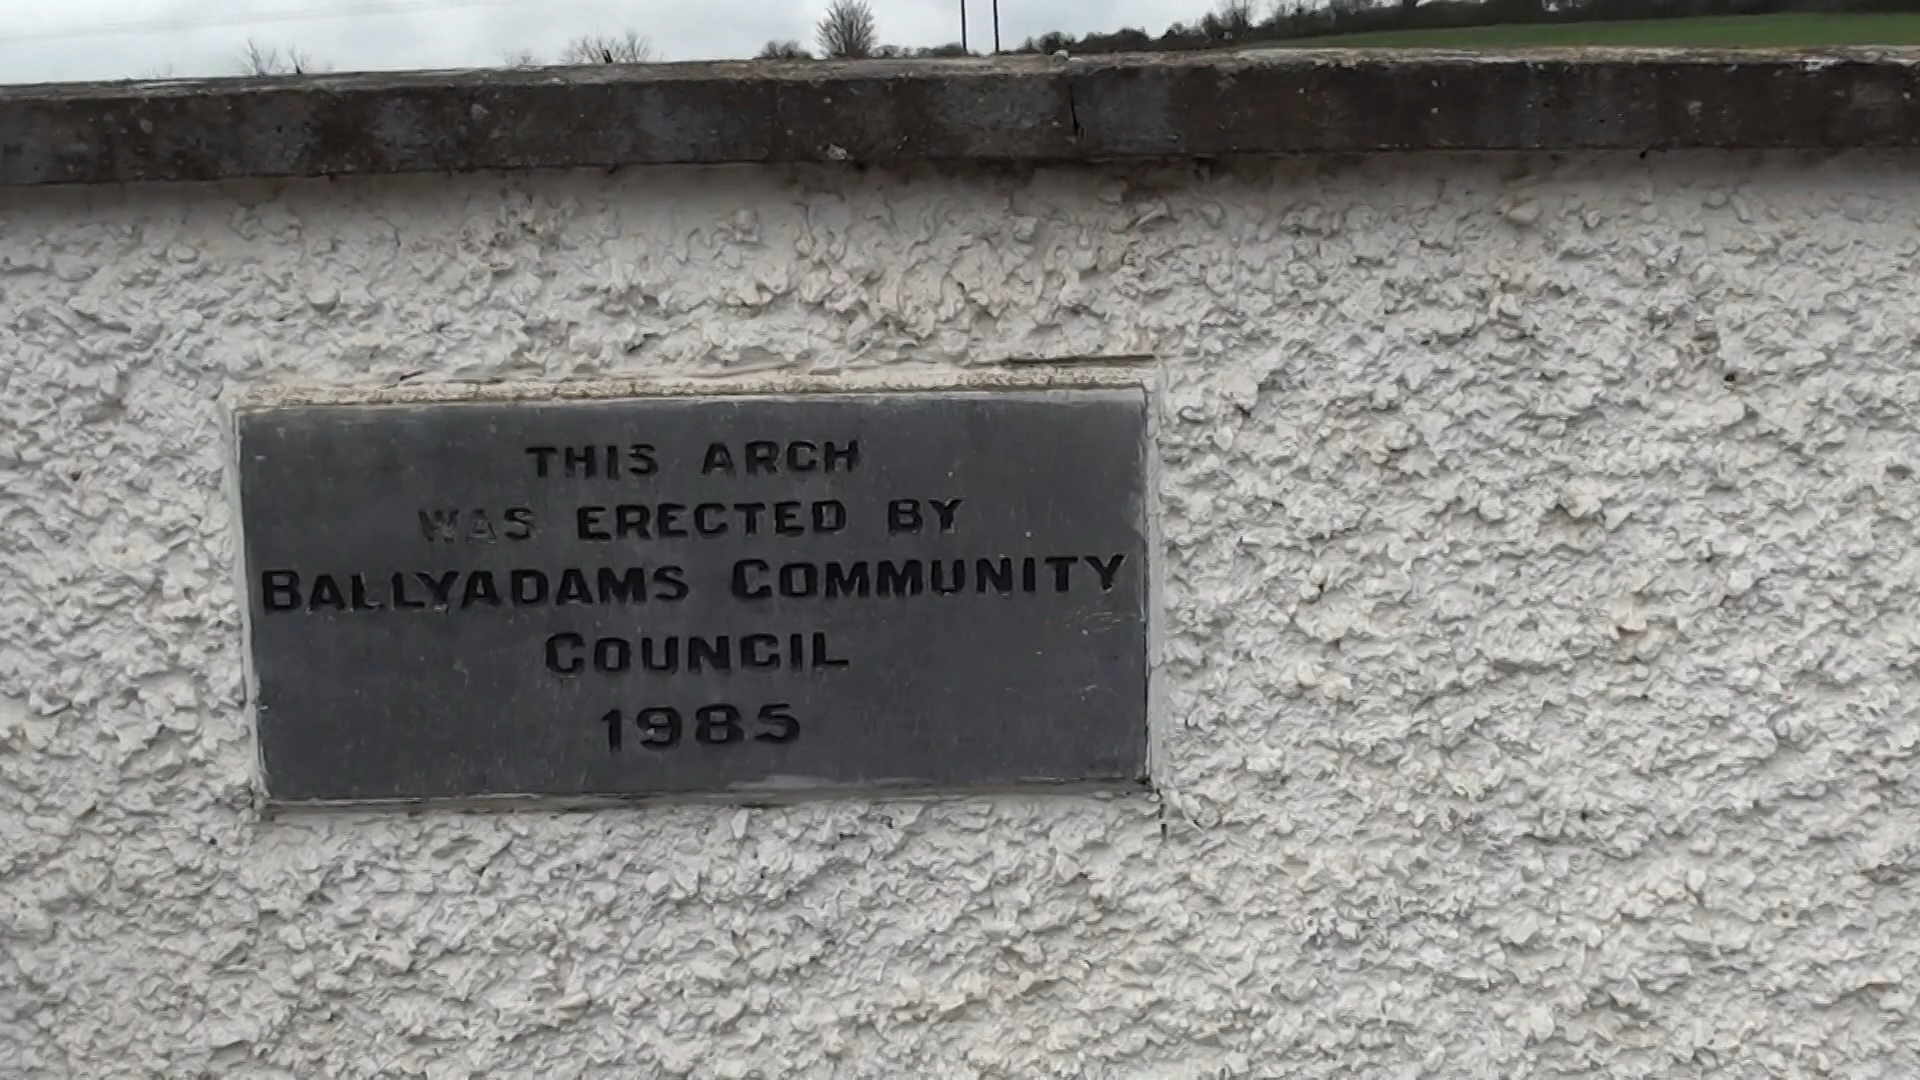 THIS ARCH
WAS ERECTED BY
BALLYADAMS COMMUNITY
COUNCIL
1985